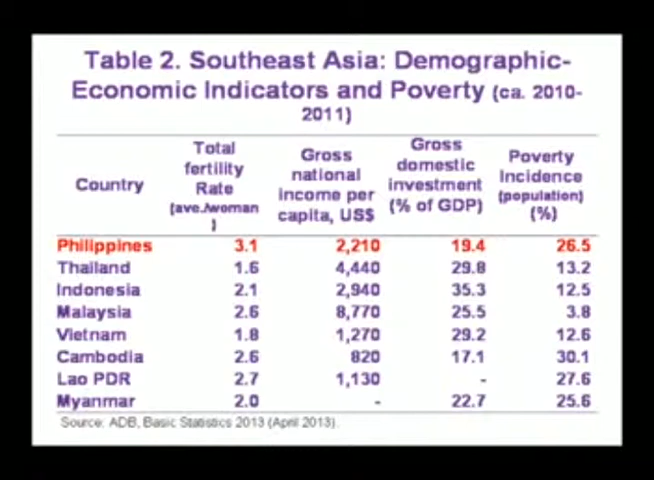 Table 2. Southeast Asia: Demographic-
Economic Indicators and Poverty (ca. 2010-
2011)
Country Total fertility Rate (ave./woman) Gross national income per capita, US$ Gross domestic investment (% of GDP) Poverty Incidence (population) (%)
Philippines 3.1 2,210 19.4 26.5
Thailand 1.6 4,440 29.8 13.2
Indonesia 2.1 2,940 35.3 12.5
Malaysia 2.6 8,770 25.5 3.8
Vietnam 1.8 1,270 29.2 12.6
Cambodia 2.6 820 17.1 30.1
Lao PDR 2.7 1,130 - 27.6
Myanmar 2.0 - 22.7 25.6
Source: ADB, Basic Statistics 2013 (April 2013).